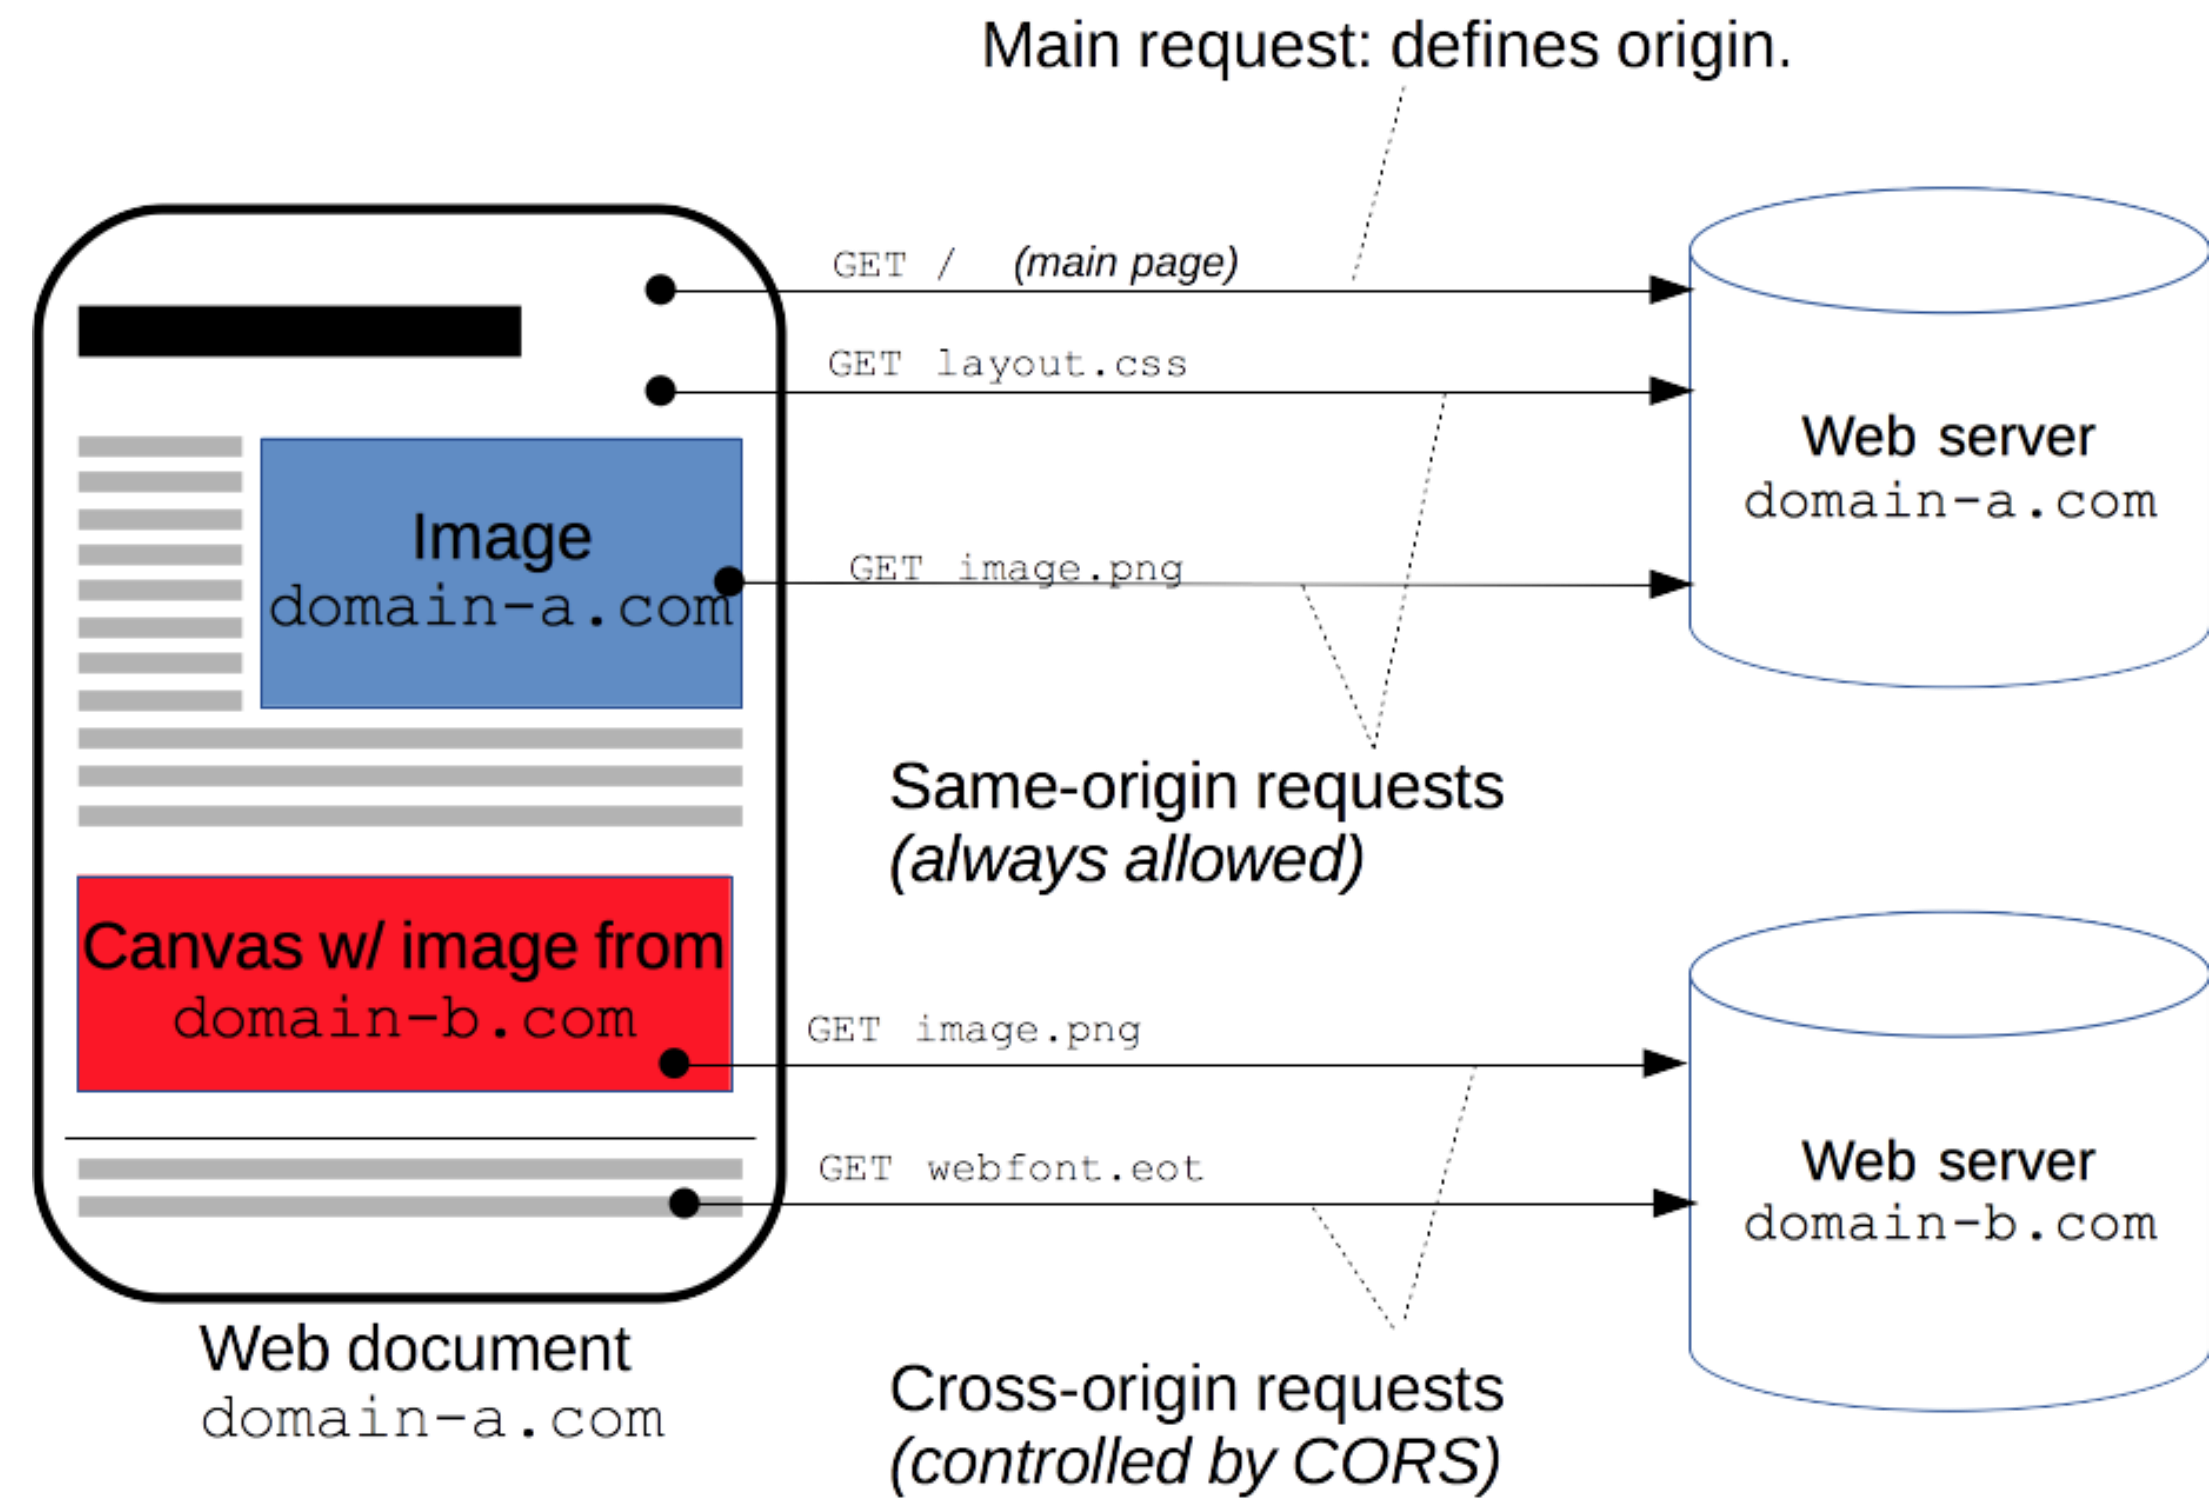 Main request: defines origin.
GET / (main page)
GET layout.css
Web server
domain-a.com
Image
domain-a.com
GET image.png
Same-origin requests
(always allowed)
Canvas w/ image from
domain-b.com
GET image.png
GET webfont.eot
Web server
domain-b.com
Web document
domain-a.com
Cross-origin requests
(controlled by CORS)